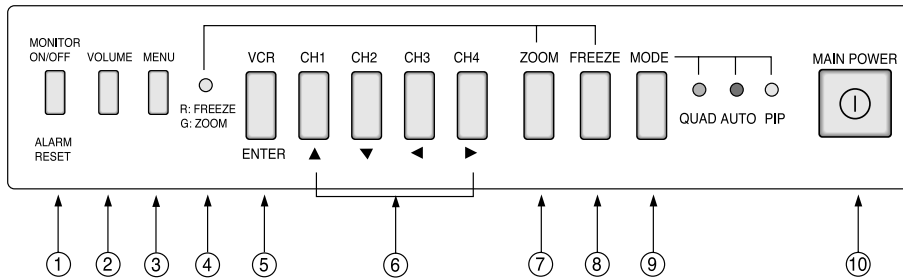 MONITOR
ON/OFF VOLUME MENU VCR CH1 CH2 CH3 CH4 ZOOM FREEZE MODE MAIN POWER
R: FREEZE
G: ZOOM
QUAD AUTO PIP
ALARM
RESET
ENTER ▲ ▼ ◀ ▶
① ② ③ ④ ⑤ ⑥ ⑦ ⑧ ⑨ ⑩